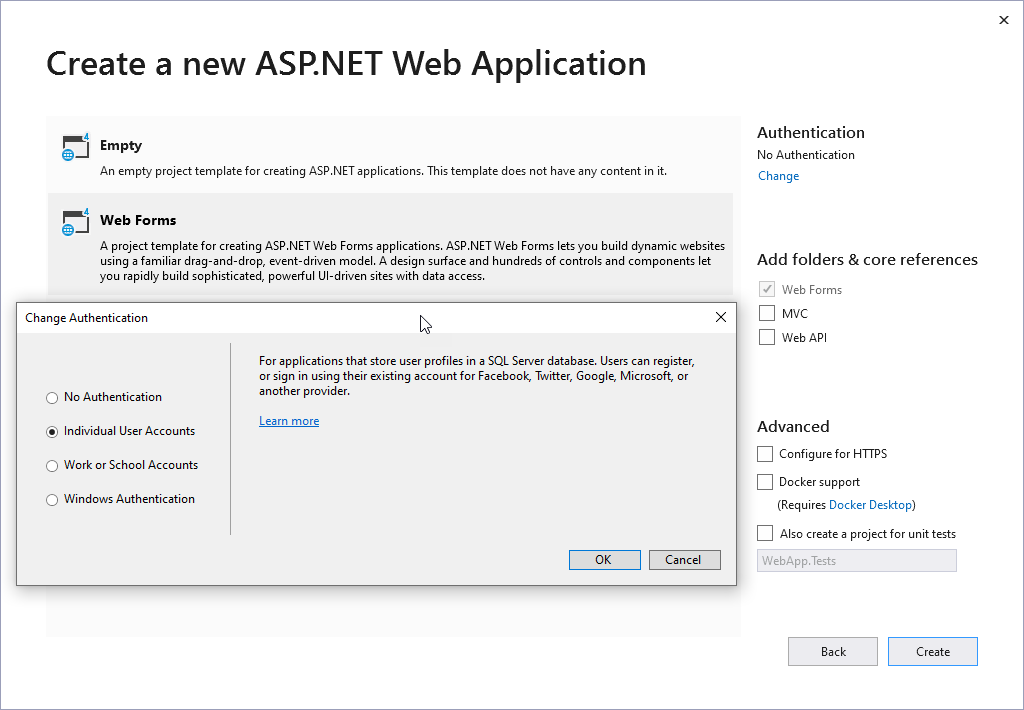 Create a new ASP.NET Web Application
4
Empty
An empty project template for creating ASP.NET applications. This template does not have any content in it.
4
Web Forms
A project template for creating ASP.NET Web Forms applications. ASP.NET Web Forms lets you build dynamic websites
using a familiar drag-and-drop, event-driven model. A design surface and hundreds of controls and components let
you rapidly build sophisticated, powerful UI-driven sites with data access.
Change Authentication
No Authentication
Individual User Accounts
Work or School Accounts
Windows Authentication
For applications that store user profiles in a SQL Server database. Users can register,
or sign in using their existing account for Facebook, Twitter, Google, Microsoft, or
another provider.
Learn more
OK
Cancel
Authentication
No Authentication
Change
Add folders & core references
Web Forms
MVC
Web API
Advanced
Configure for HTTPS
Docker support
(Requires Docker Desktop)
Also create a project for unit tests
WebApp.Tests
Back
Create